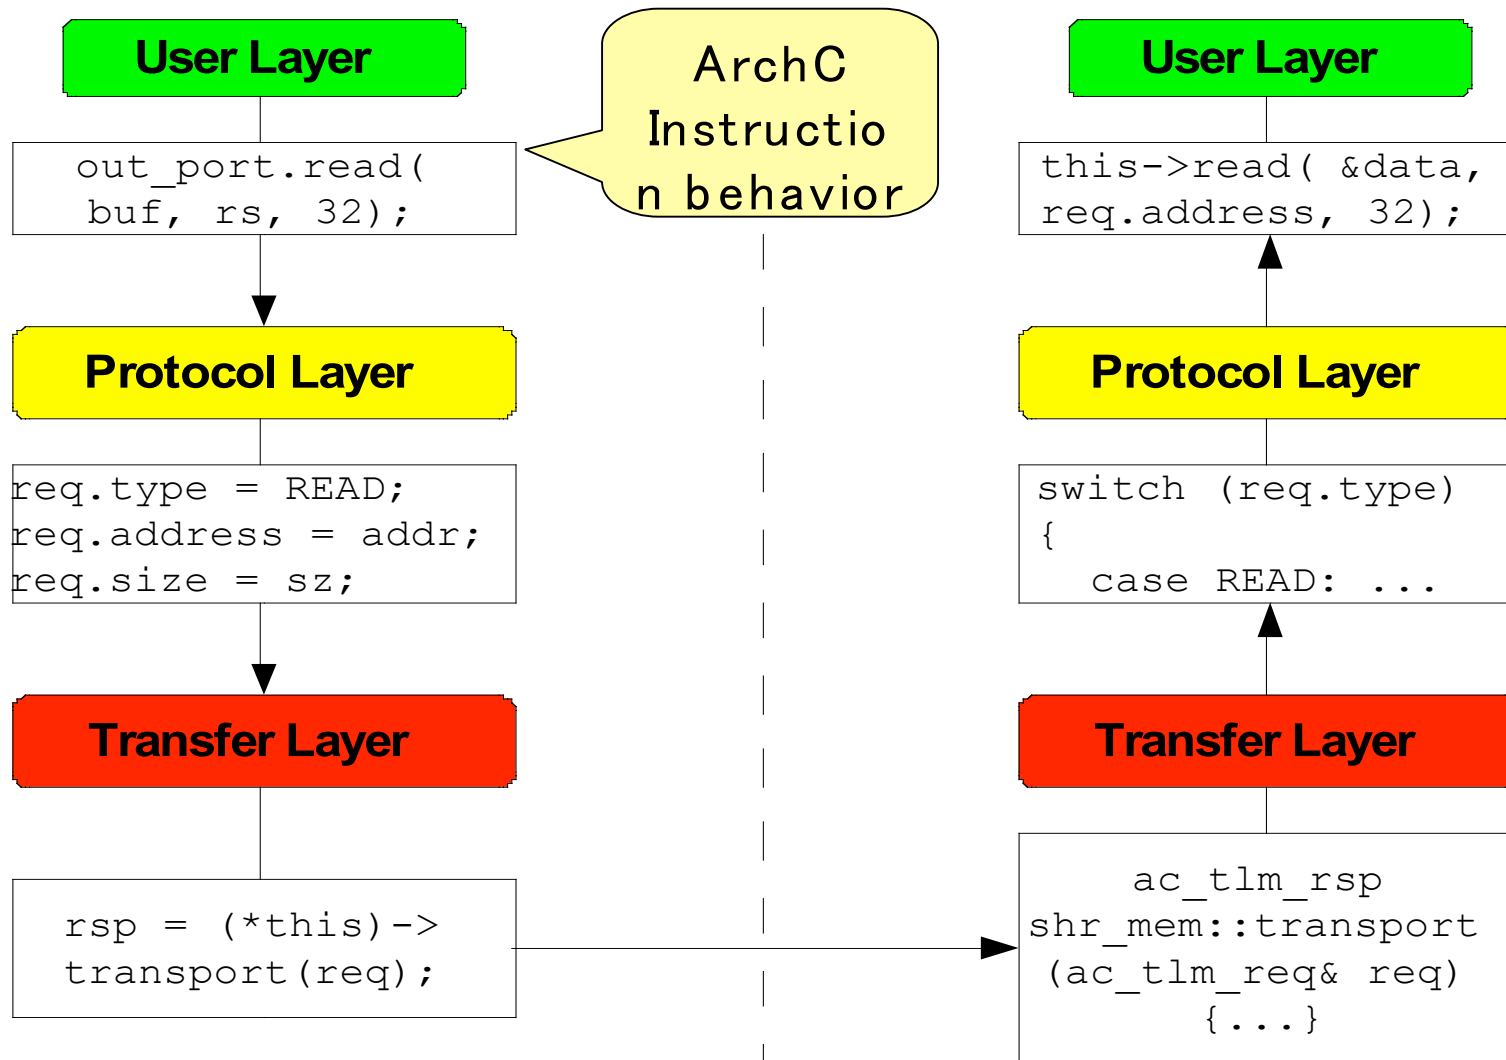 User Layer
out_port.read(
buf, rs, 32);
ArchC
Instructio
n behavior
Protocol Layer
req.type = READ;
req.address = addr;
req.size = sz;
Transfer Layer
rsp = (*this)->
transport(req);
User Layer
this->read( &data,
req.address, 32);
Protocol Layer
switch (req.type)
{
case READ: ...
Transfer Layer
ac_tlm_rsp
shr_mem::transport
(ac_tlm_req& req)
{...}